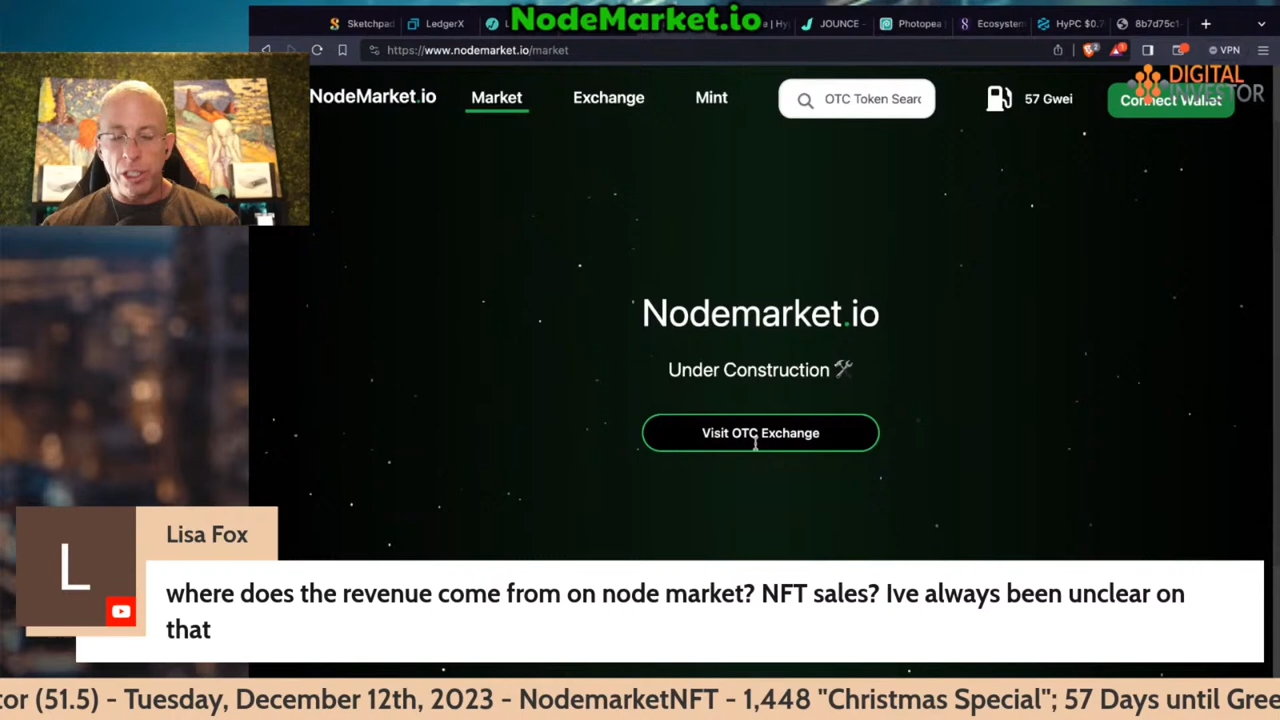 NodeMarket.io
Sketchpad
LedgerX
JOUNCE
Photopea
Ecosystem
HyPC $0.
8b7d75c1-
https://www.nodemarket.io/market
VPN
DIGITAL
INVESTOR
NodeMarket.io
Market
Exchange
Mint
OTC Token Searc
57 Gwei
Connect Wallet
Nodemarket.io
Under Construction
Visit OTC Exchange
L
Lisa Fox
where does the revenue come from on node market? NFT sales? Ive always been unclear on
that
tor (51.5) - Tuesday, December 12th, 2023 - NodemarketNFT - 1,448 "Christmas Special"; 57 Days until Gree